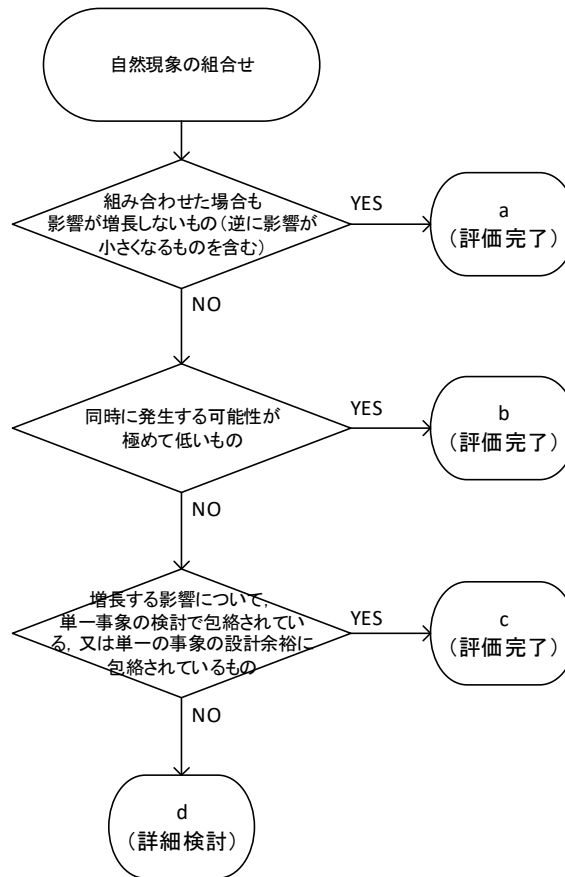 自然現象の組合せ
組み合わせた場合も
影響が増長しないもの（逆に影響が
小さくなるものを含む）
YES
a
（評価完了）
NO
同時に発生する可能性が
極めて低いもの
YES
b
（評価完了）
NO
増長する影響について，
単一事象の検討で包絡されてい
る，又は単一の事象の設計余裕に
包絡されているもの
YES
c
（評価完了）
NO
d
（詳細検討）